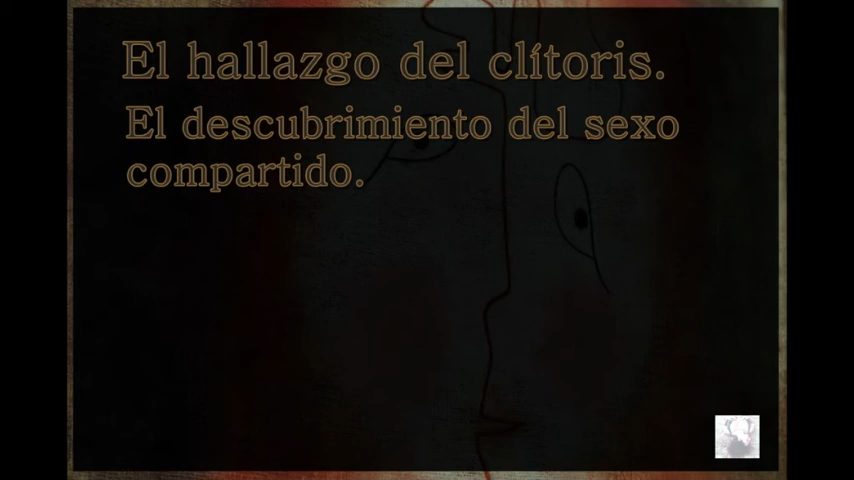 El hallazgo del clítoris.
El descubrimiento del sexo
compartido.